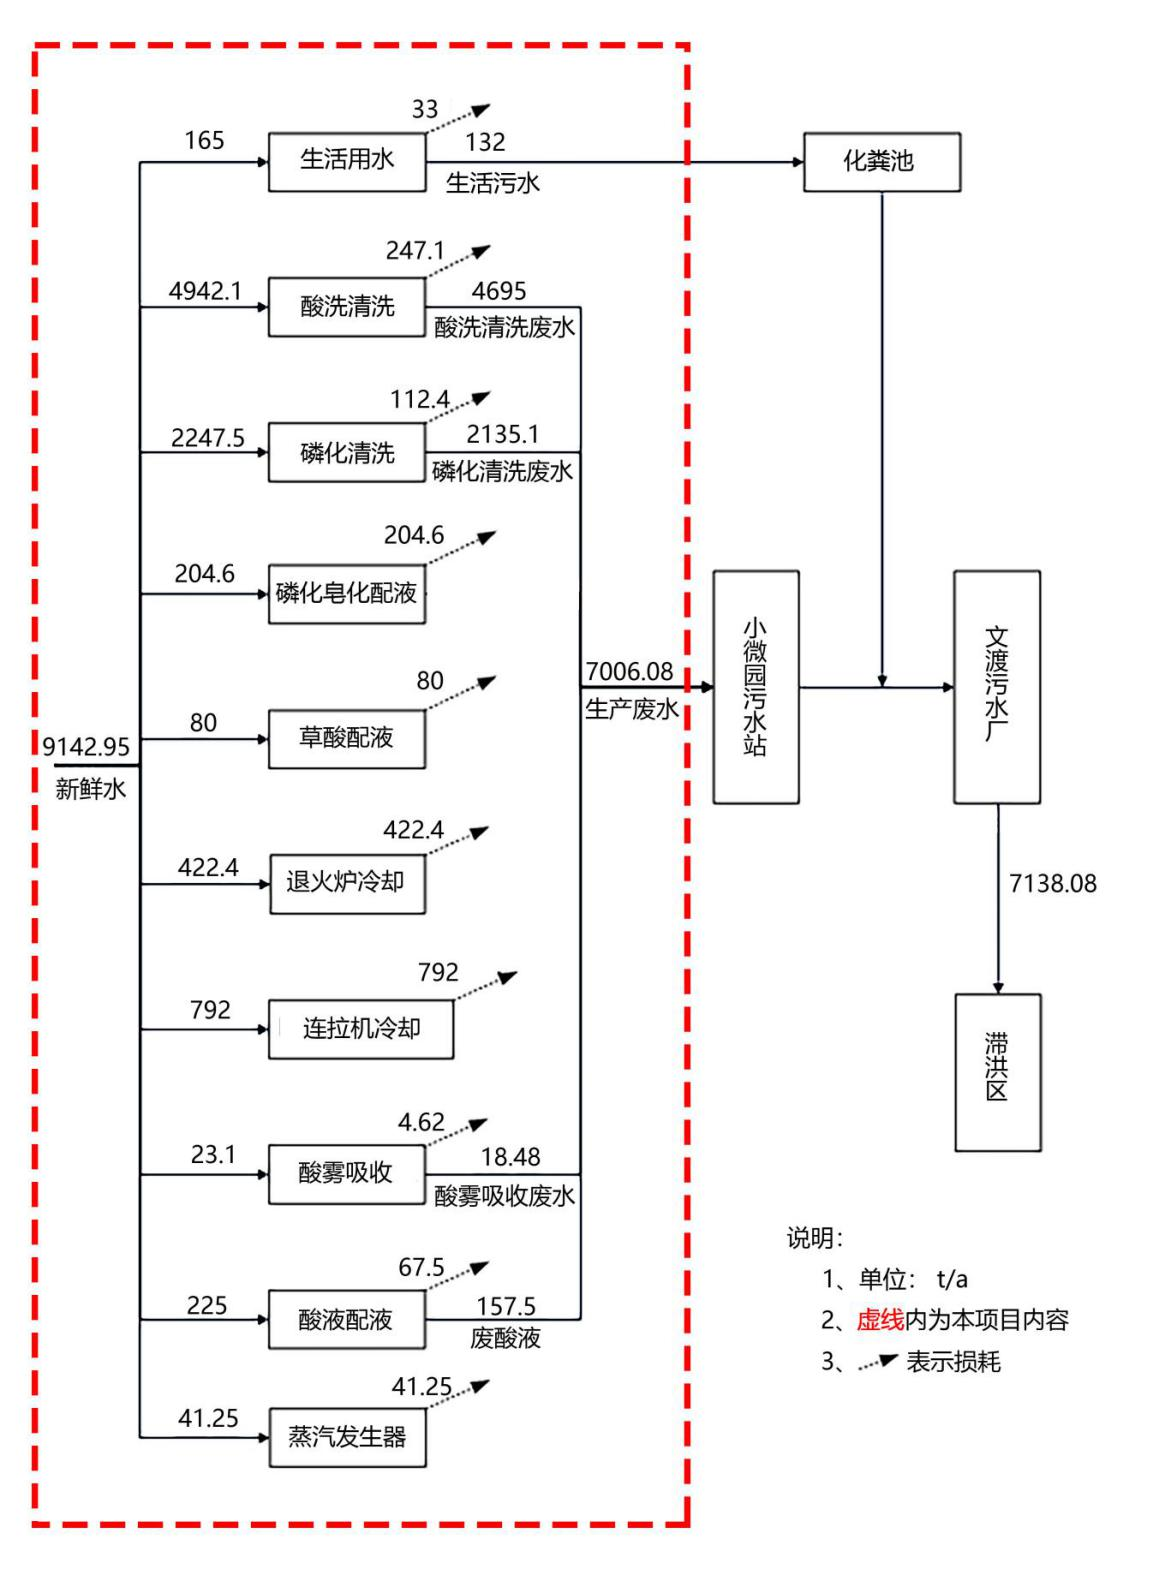 33
165
生活用水
132
生活污水
化粪池
247.1
4942.1
酸洗清洗
4695
酸洗清洗废水
112.4
2247.5
磷化清洗
2135.1
磷化清洗废水
204.6
204.6
磷化皂化配液
80
80
草酸配液
9142.95
新鲜水
7006.08
生产废水
小微园污水站
文渡污水厂
422.4
422.4
退火炉冷却
7138.08
792
792
连拉机冷却
滞洪区
4.62
23.1
酸雾吸收
18.48
酸雾吸收废水
67.5
225
酸液配液
157.5
废酸液
41.25
41.25
蒸汽发生器
说明：
1、单位： t/a
2、虚线内为本项目内容
3、 表示损耗